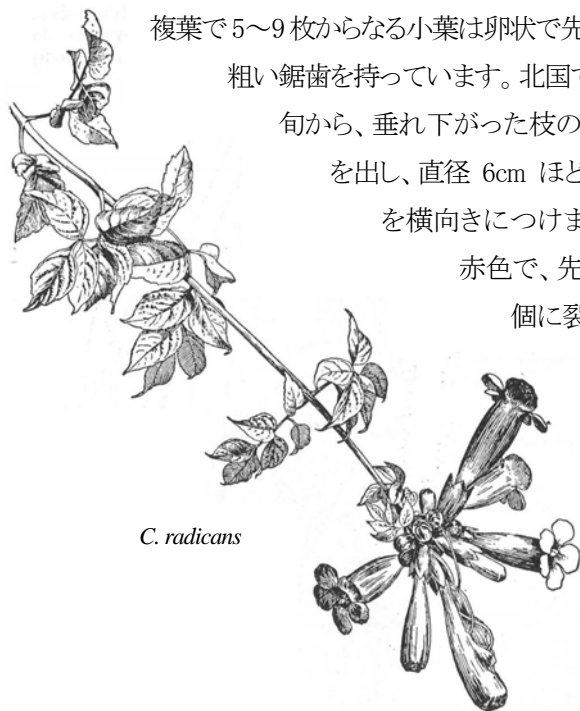 複葉で5〜9枚からなる小葉は卵状で先
粗い鋸歯を持っています。北国で
旬から、垂れ下がった枝の
を出し、直径 6cm ほど
を横向きにつけま
赤色で、先
個に裂
C. radicans